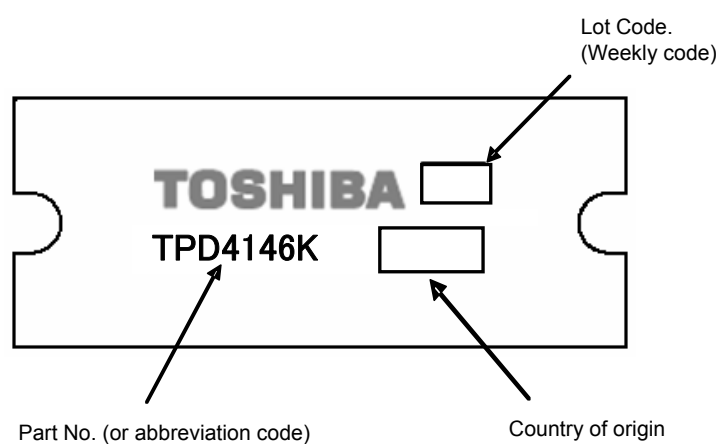 Lot Code.
(Weekly code)
TOSHIBA
TPD4146K
Part No. (or abbreviation code)
Country of origin